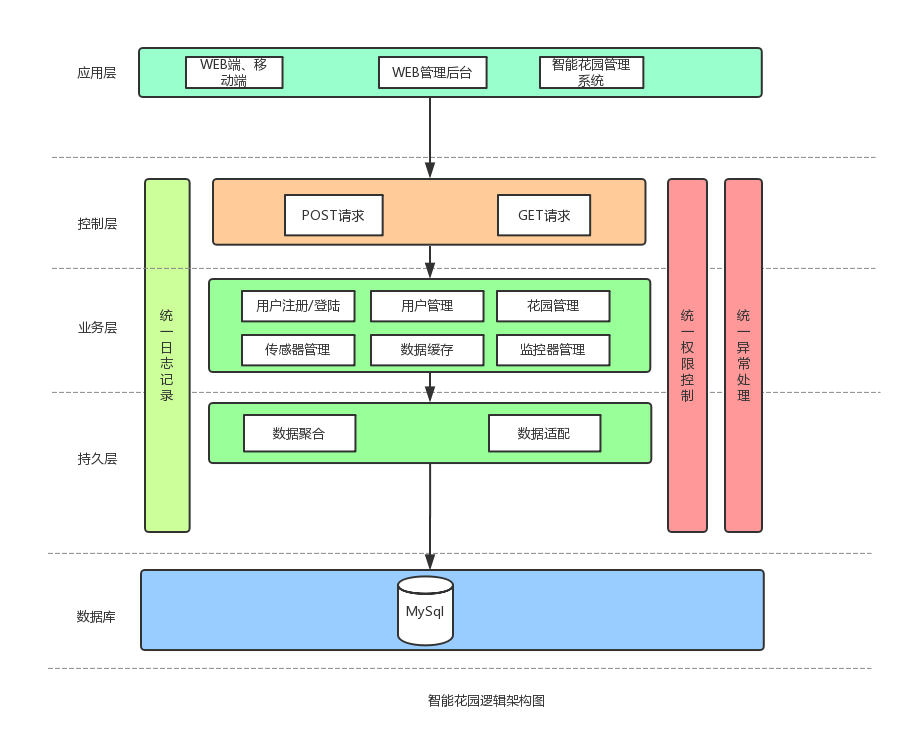 应用层
WEB端、移
动端
WEB管理后台
智能花园管理
系统
控制层
POST请求
GET请求
业务层
用户注册/登陆
用户管理
花园管理
传感器管理
数据缓存
监控器管理
统一日志记录
统一权限控制
统一异常处理
持久层
数据聚合
数据适配
数据库
MySql
智能花园逻辑架构图